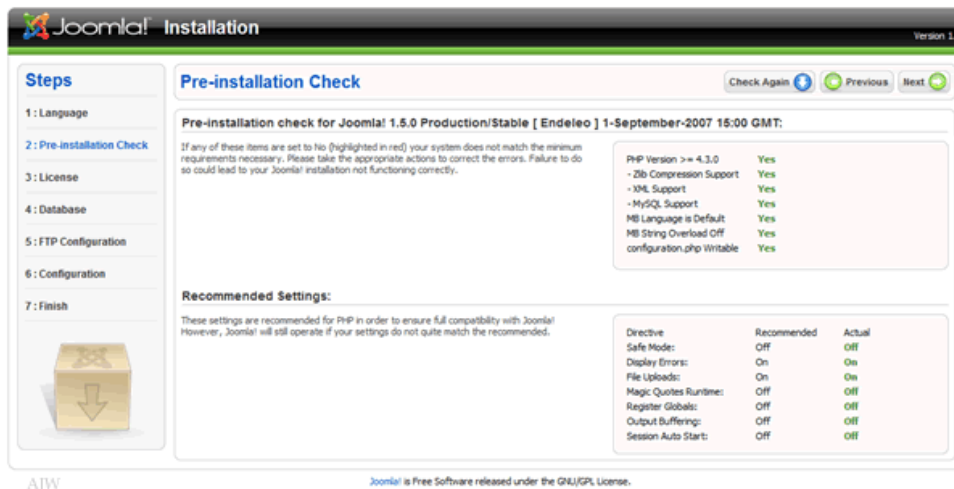 Joomla! Installation
Version 1.
Steps
1 : Language
2 : Pre-installation Check
3 : License
4 : Database
5 : FTP Configuration
6 : Configuration
7 : Finish
Pre-installation Check
Check Again
Previous
Next
Pre-installation check for Joomla! 1.5.0 Production/Stable [ Endeleo ] 1-September-2007 15:00 GMT:
If any of these items are set to No (highlighted in red) your system does not match the minimum
requirements necessary. Please take the appropriate actions to correct the errors. Failure to do
so could lead to your Joomla! installation not functioning correctly.
PHP Version >= 4.3.0 Yes
- Zlib Compression Support Yes
- XML Support Yes
- MySQL Support Yes
MB Language is Default Yes
MB String Overload Off Yes
configuration.php Writable Yes
Recommended Settings:
These settings are recommended for PHP in order to ensure full compatibility with Joomla!
However, Joomla! will still operate if your settings do not quite match the recommended.
Directive Recommended Actual
Safe Mode: Off Off
Display Errors: On On
File Uploads: On On
Magic Quotes Runtime: Off Off
Register Globals: Off Off
Output Buffering: Off Off
Session Auto Start: Off Off
AIW
Joomla! is Free Software released under the GNU/GPL License.